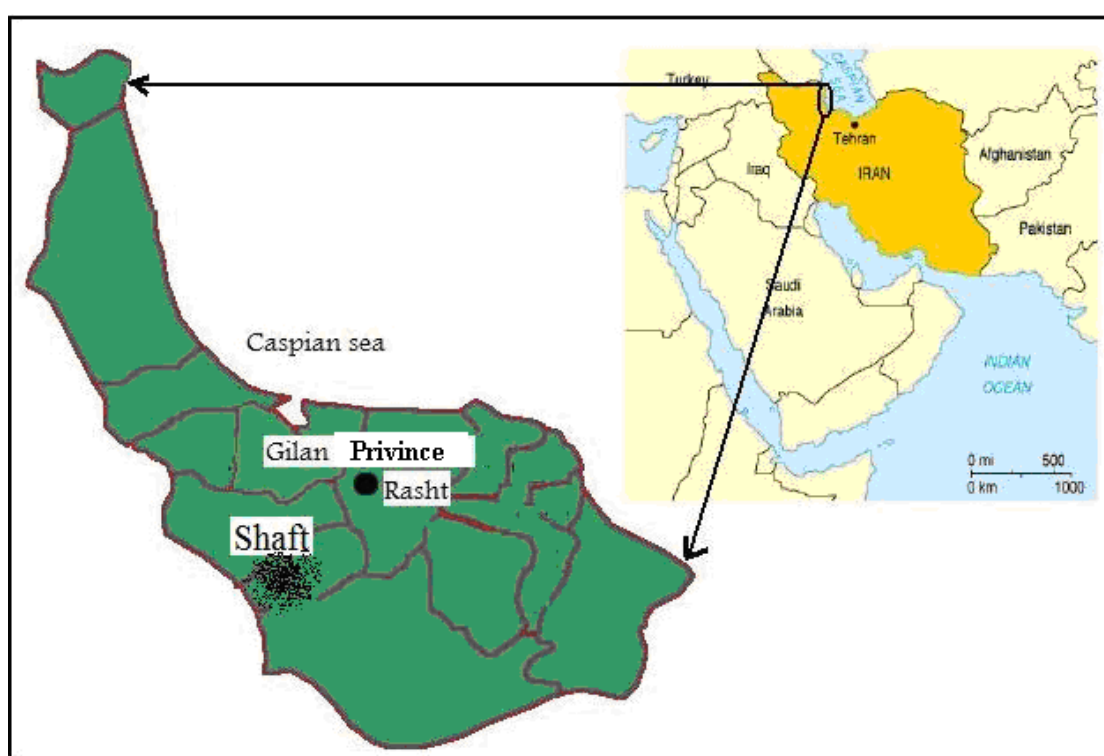 Caspian sea
Gilan Privince
Rasht
Shaft
Turkey
CASPIAN
SEA
Tehran
IRAN
Iraq
Afghanistan
Pakistan
Saudi
Arabia
INDIAN
OCEAN
0 mi 500
0 km 1000